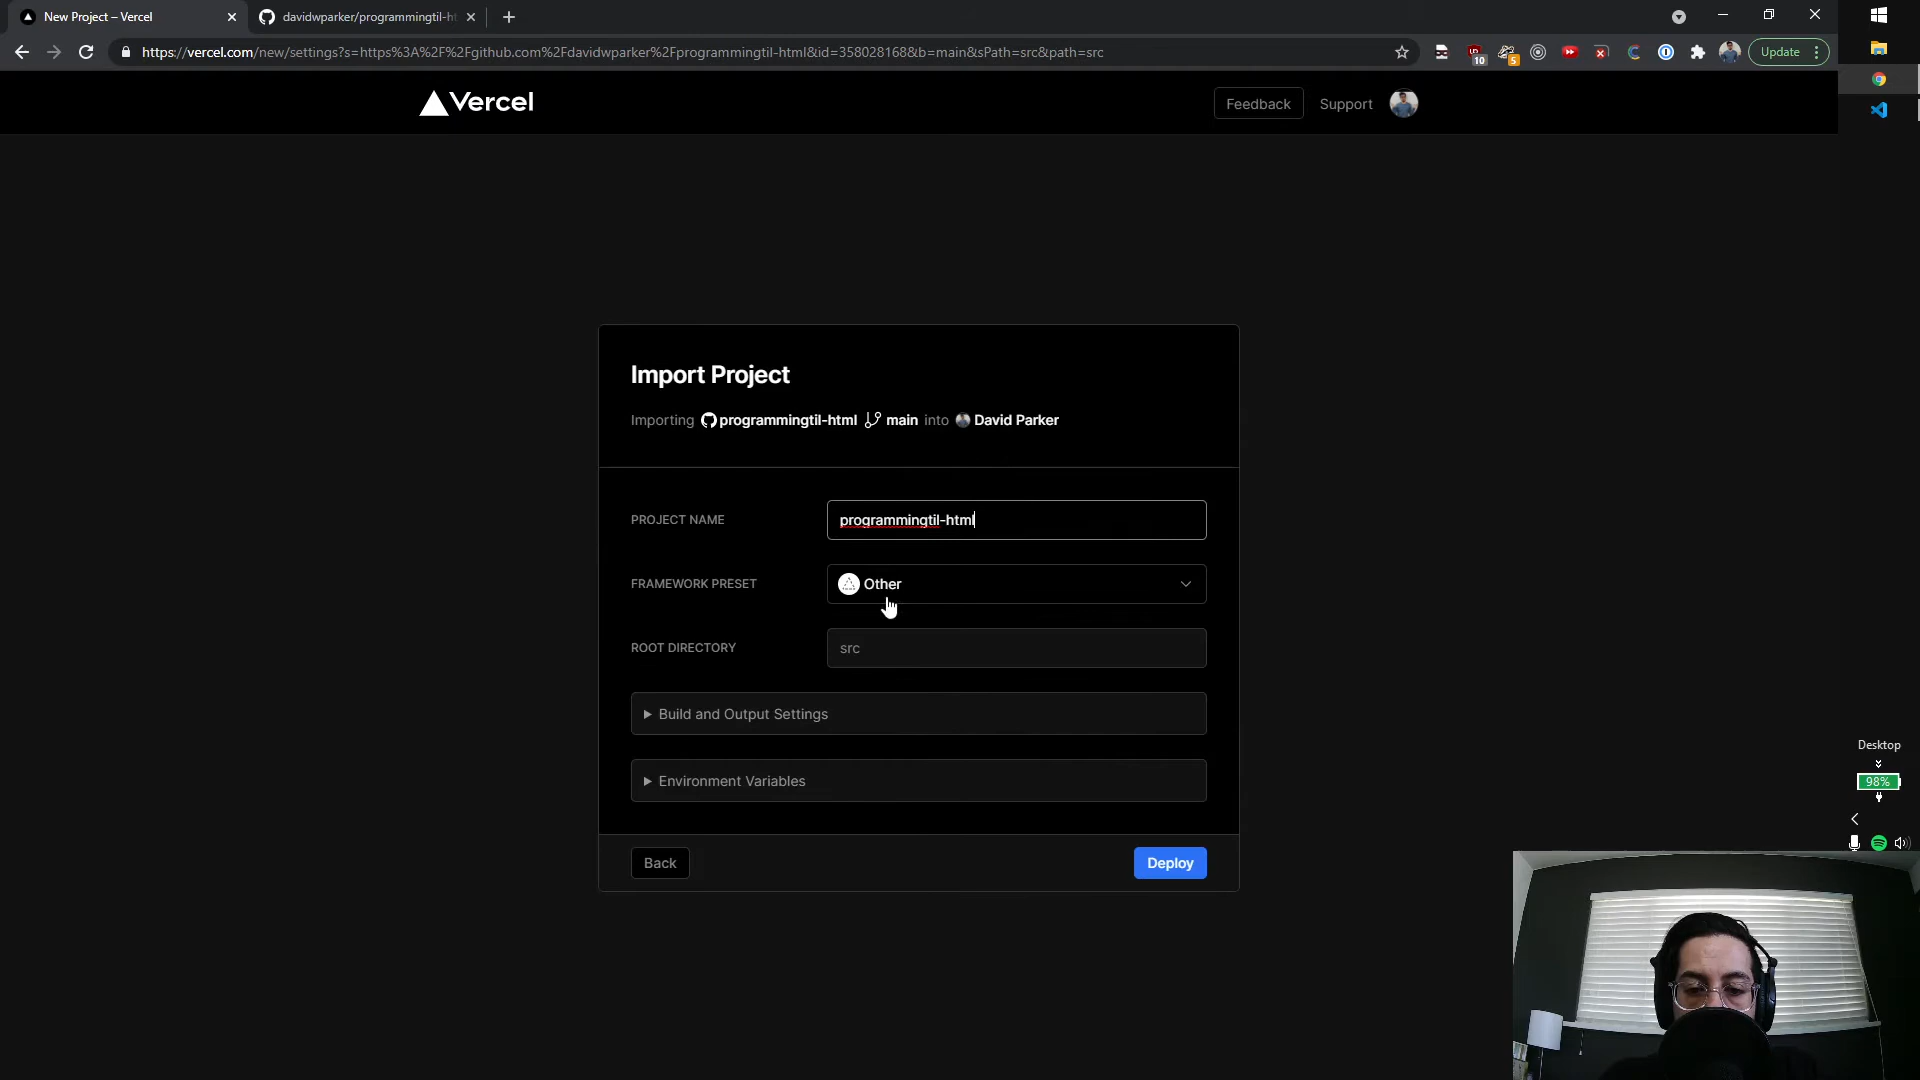 New Project – Vercel
davidwparker/programmingtil-ht
https://vercel.com/new/settings?s=https%3A%2F%2Fgithub.com%2Fdavidwparker%2Fprogrammingtil-html&id=358028168&b=main&sPath=src&path=src
10
5
Update
Vercel
Feedback
Support
Import Project
Importing programmingtil-html main into David Parker
PROJECT NAME
programmingtil-html
FRAMEWORK PRESET
Other
ROOT DIRECTORY
src
Build and Output Settings
Environment Variables
Back
Deploy
Desktop
98%